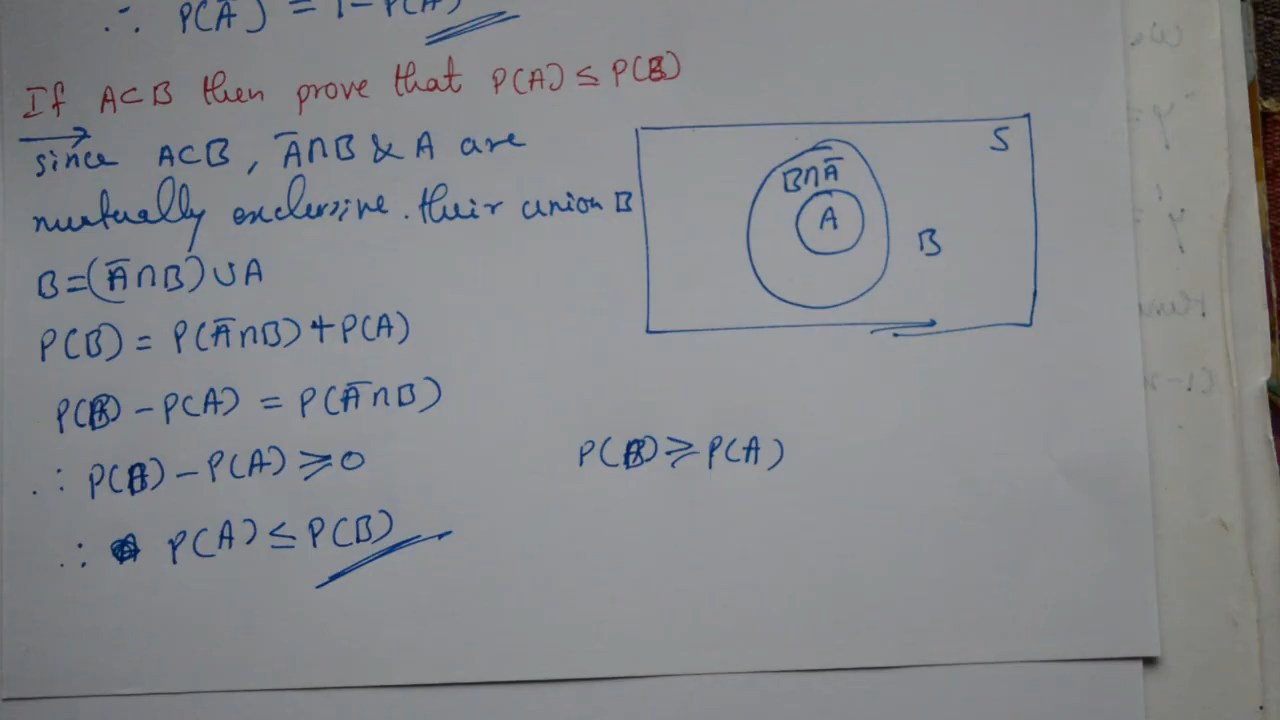 ∴ P(Ā) = 1 - P(A)
If A⊂B then prove that P(A) ≤ P(B)
since A⊂B, Ā∩B & A are
mutually exclusive. their union B
B = (Ā∩B) ∪ A
P(B) = P(Ā∩B) + P(A)
P(B) - P(A) = P(Ā∩B)
∴ P(B) - P(A) ≥ 0
P(B) ≥ P(A)
∴ P(A) ≤ P(B)
S
B∩Ā
A
B